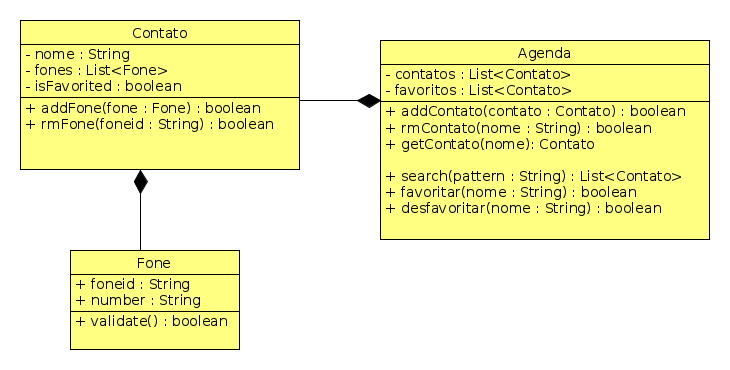 Contato
- nome : String
- fones : List<Fone>
- isFavorited : boolean
+ addFone(fone : Fone) : boolean
+ rmFone(foneid : String) : boolean
Agenda
- contatos : List<Contato>
- favoritos : List<Contato>
+ addContato(contato : Contato) : boolean
+ rmContato(nome : String) : boolean
+ getContato(nome): Contato
+ search(pattern : String) : List<Contato>
+ favoritar(nome : String) : boolean
+ desfavoritar(nome : String) : boolean
Fone
+ foneid : String
+ number : String
+ validate() : boolean